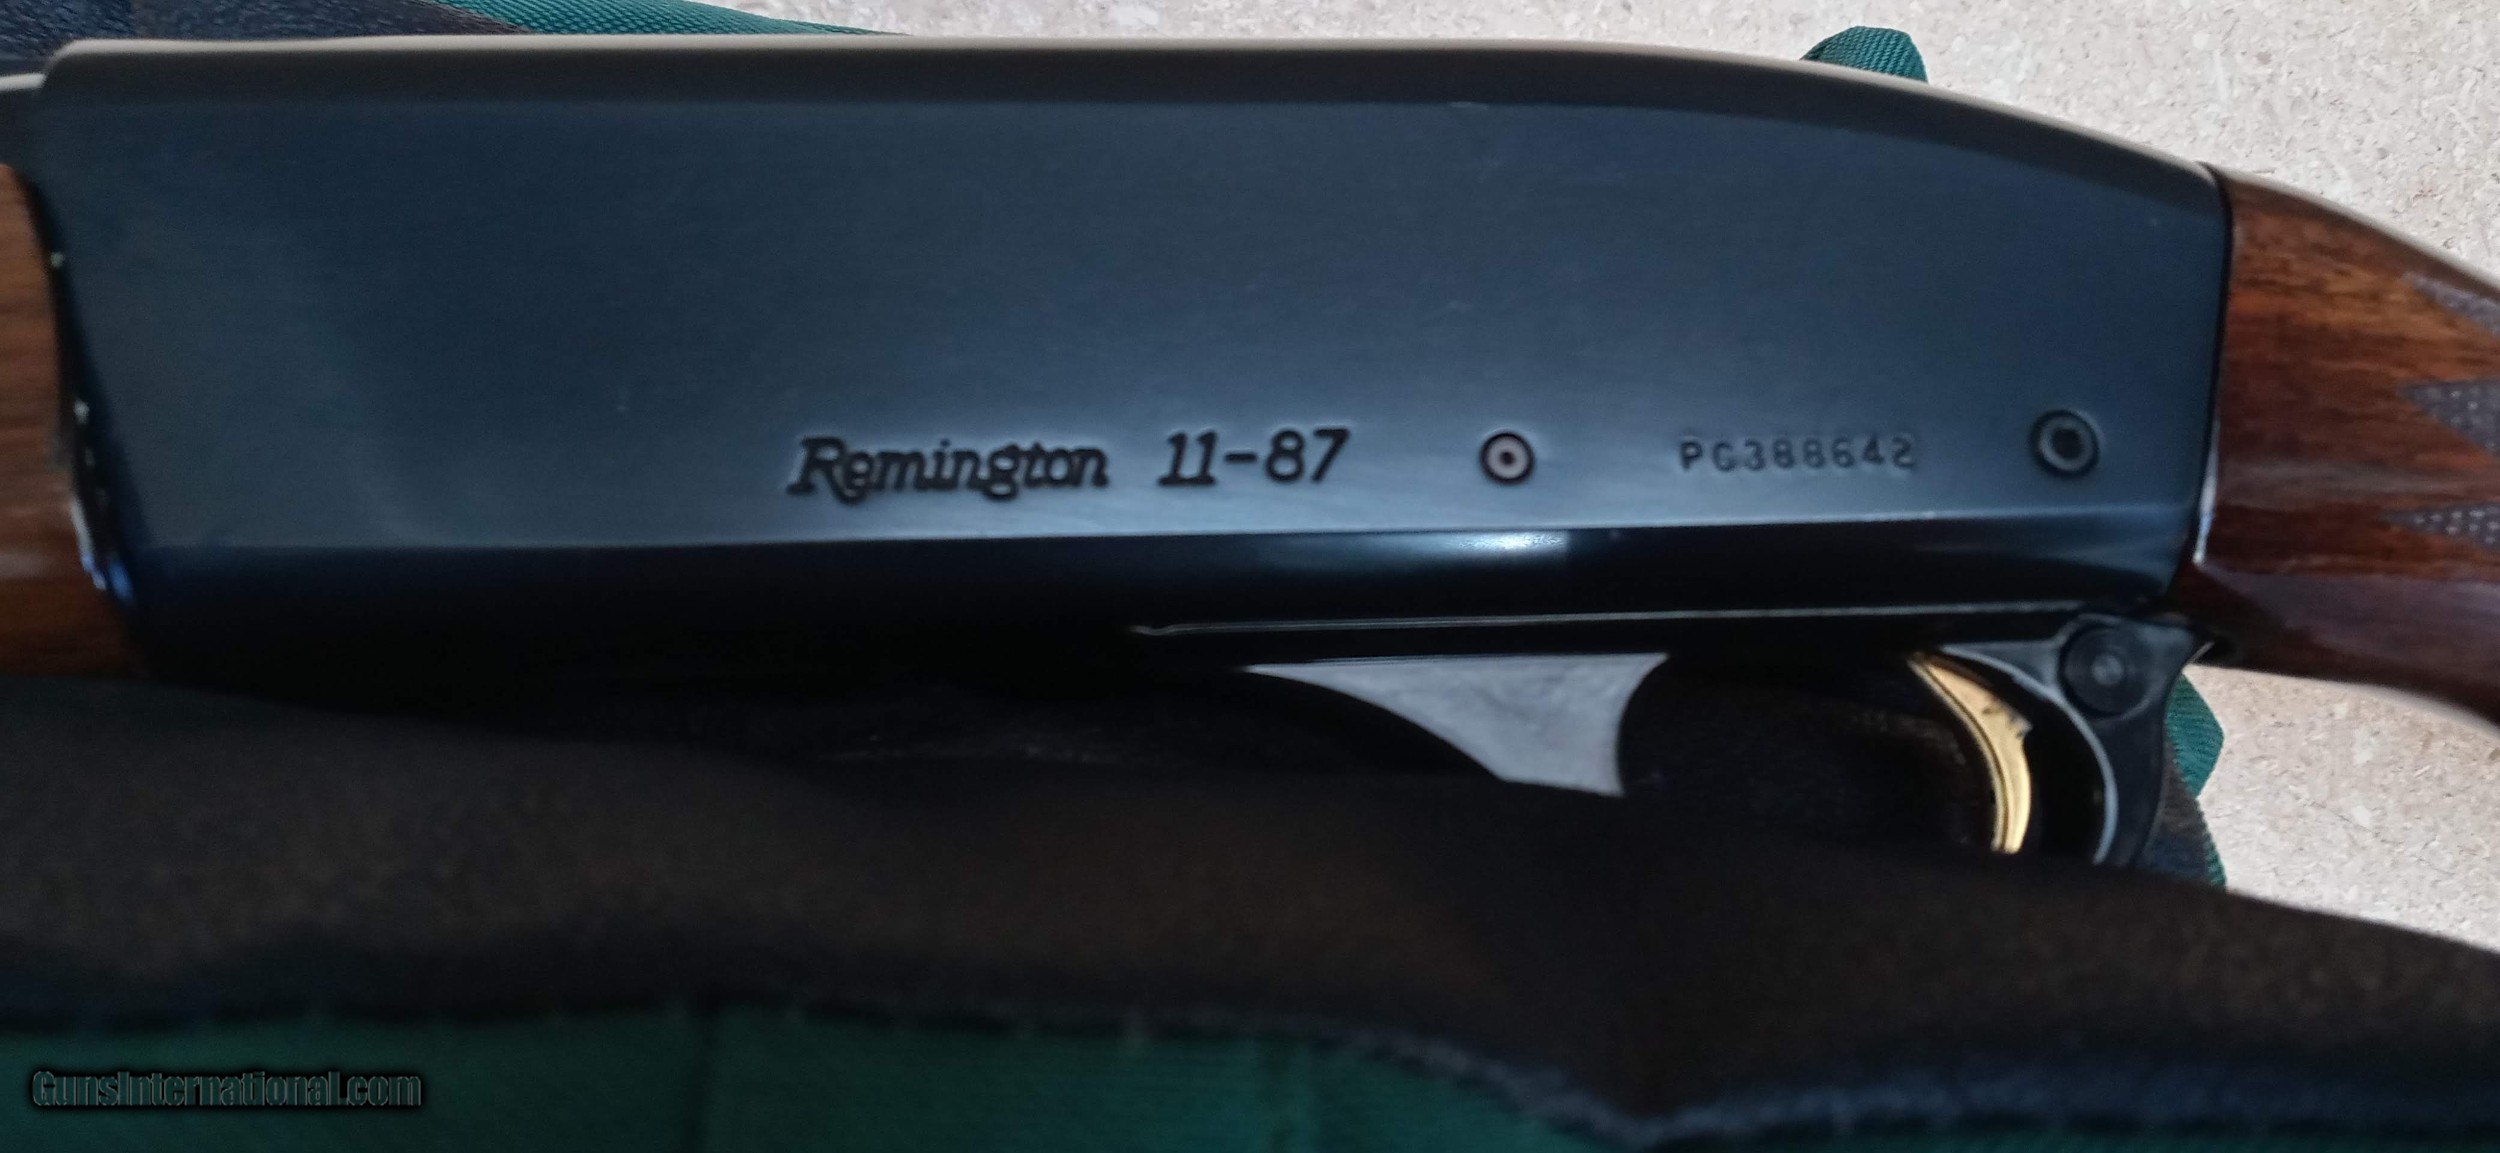 Remington 11-87 PC388642
GunsInternational.com